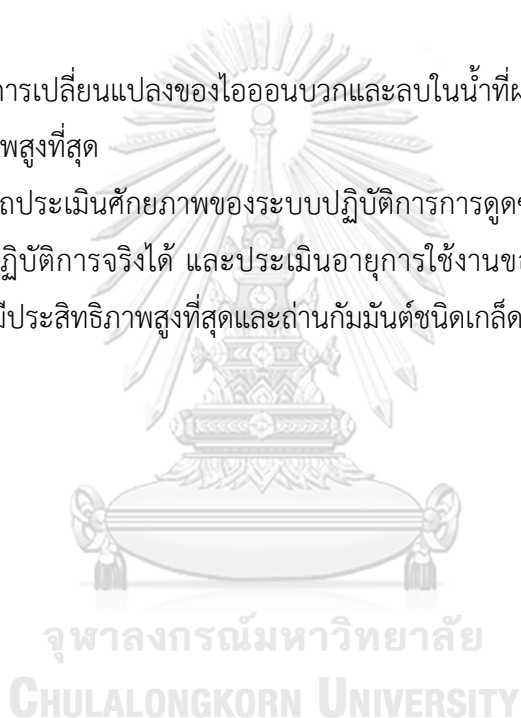 การเปลี่ยนแปลงของไอออนบวกและลบในน้ำที่ผ
พสูงที่สุด
ถประเมินศักยภาพของระบบปฏิบัติการการดูดซ
ฏิบัติการจริงได้ และประเมินอายุการใช้งานขอ
มีประสิทธิภาพสูงที่สุดและถ่านกัมมันต์ชนิดเกล็ด
จุฬาลงกรณ์มหาวิทยาลัย
CHULALONGKORN UNIVERSITY